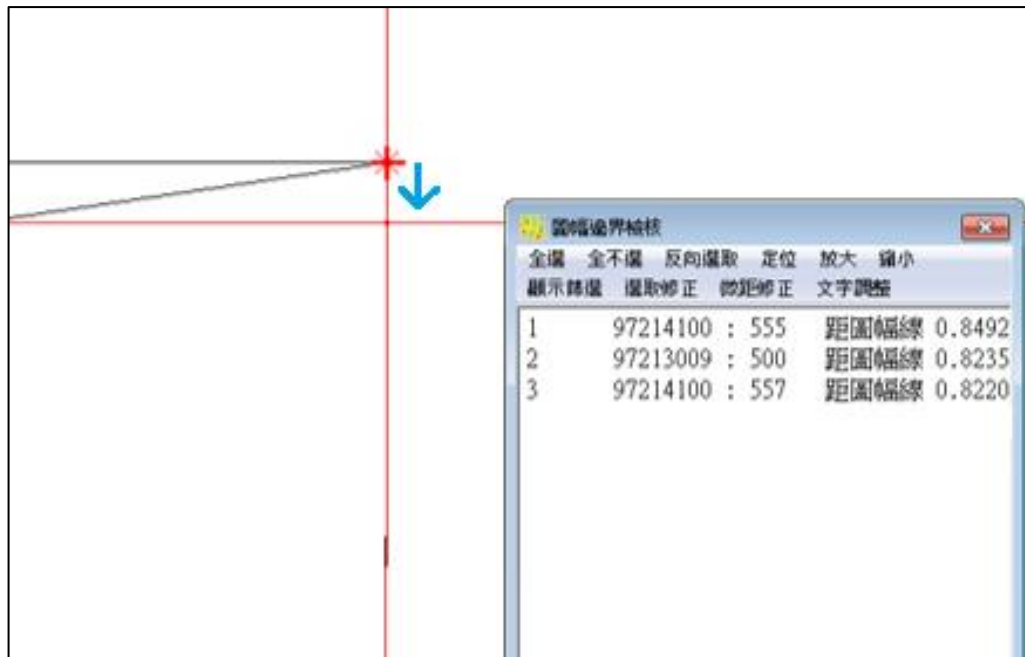 圖幅邊界檢核
全選 全不選 反向選取 定位 放大 縮小
顯示篩選 選取修正 微距修正 文字調整
1 97214100 : 555 距圖幅線 0.8492
2 97213009 : 500 距圖幅線 0.8235
3 97214100 : 557 距圖幅線 0.8220